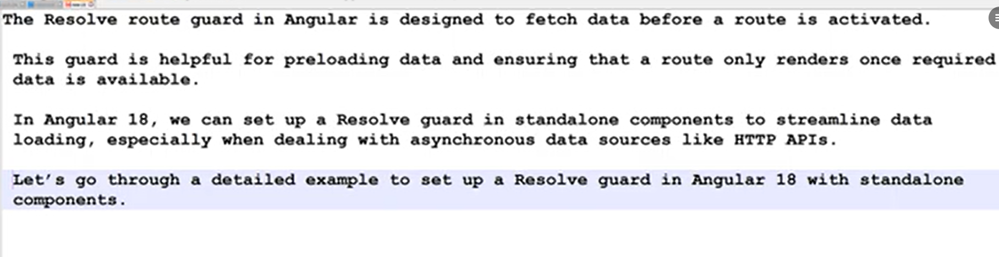 The Resolve route guard in Angular is designed to fetch data before a route is activated.
This guard is helpful for preloading data and ensuring that a route only renders once required
data is available.
In Angular 18, we can set up a Resolve guard in standalone components to streamline data
loading, especially when dealing with asynchronous data sources like HTTP APIs.
Let’s go through a detailed example to set up a Resolve guard in Angular 18 with standalone
components.